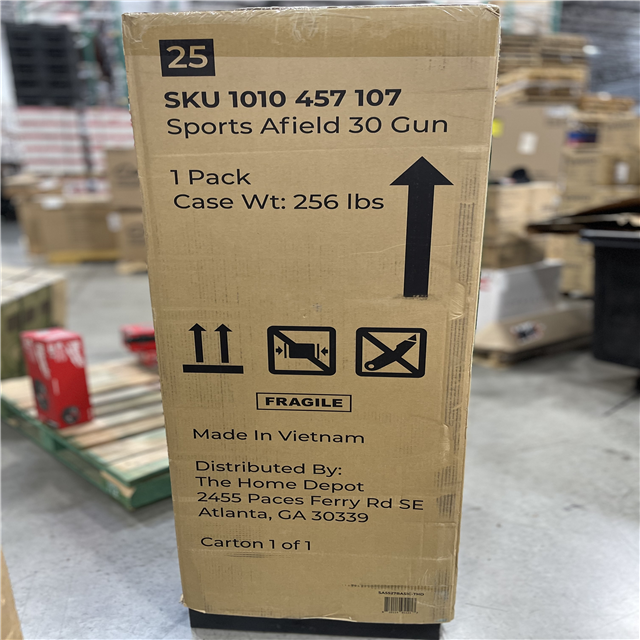 25
SKU 1010 457 107
Sports Afield 30 Gun
1 Pack
Case Wt: 256 lbs
FRAGILE
Made In Vietnam
Distributed By:
The Home Depot
2455 Paces Ferry Rd SE
Atlanta, GA 30339
Carton 1 of 1